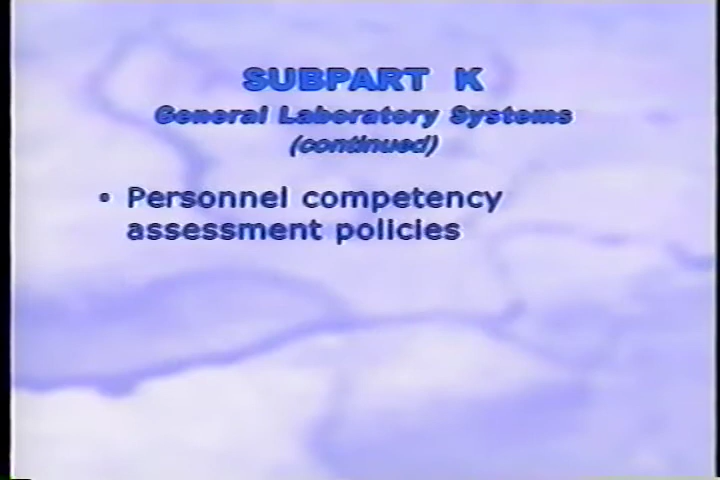 SUBPART K
General Laboratory Systems
(continued)
• Personnel competency
assessment policies